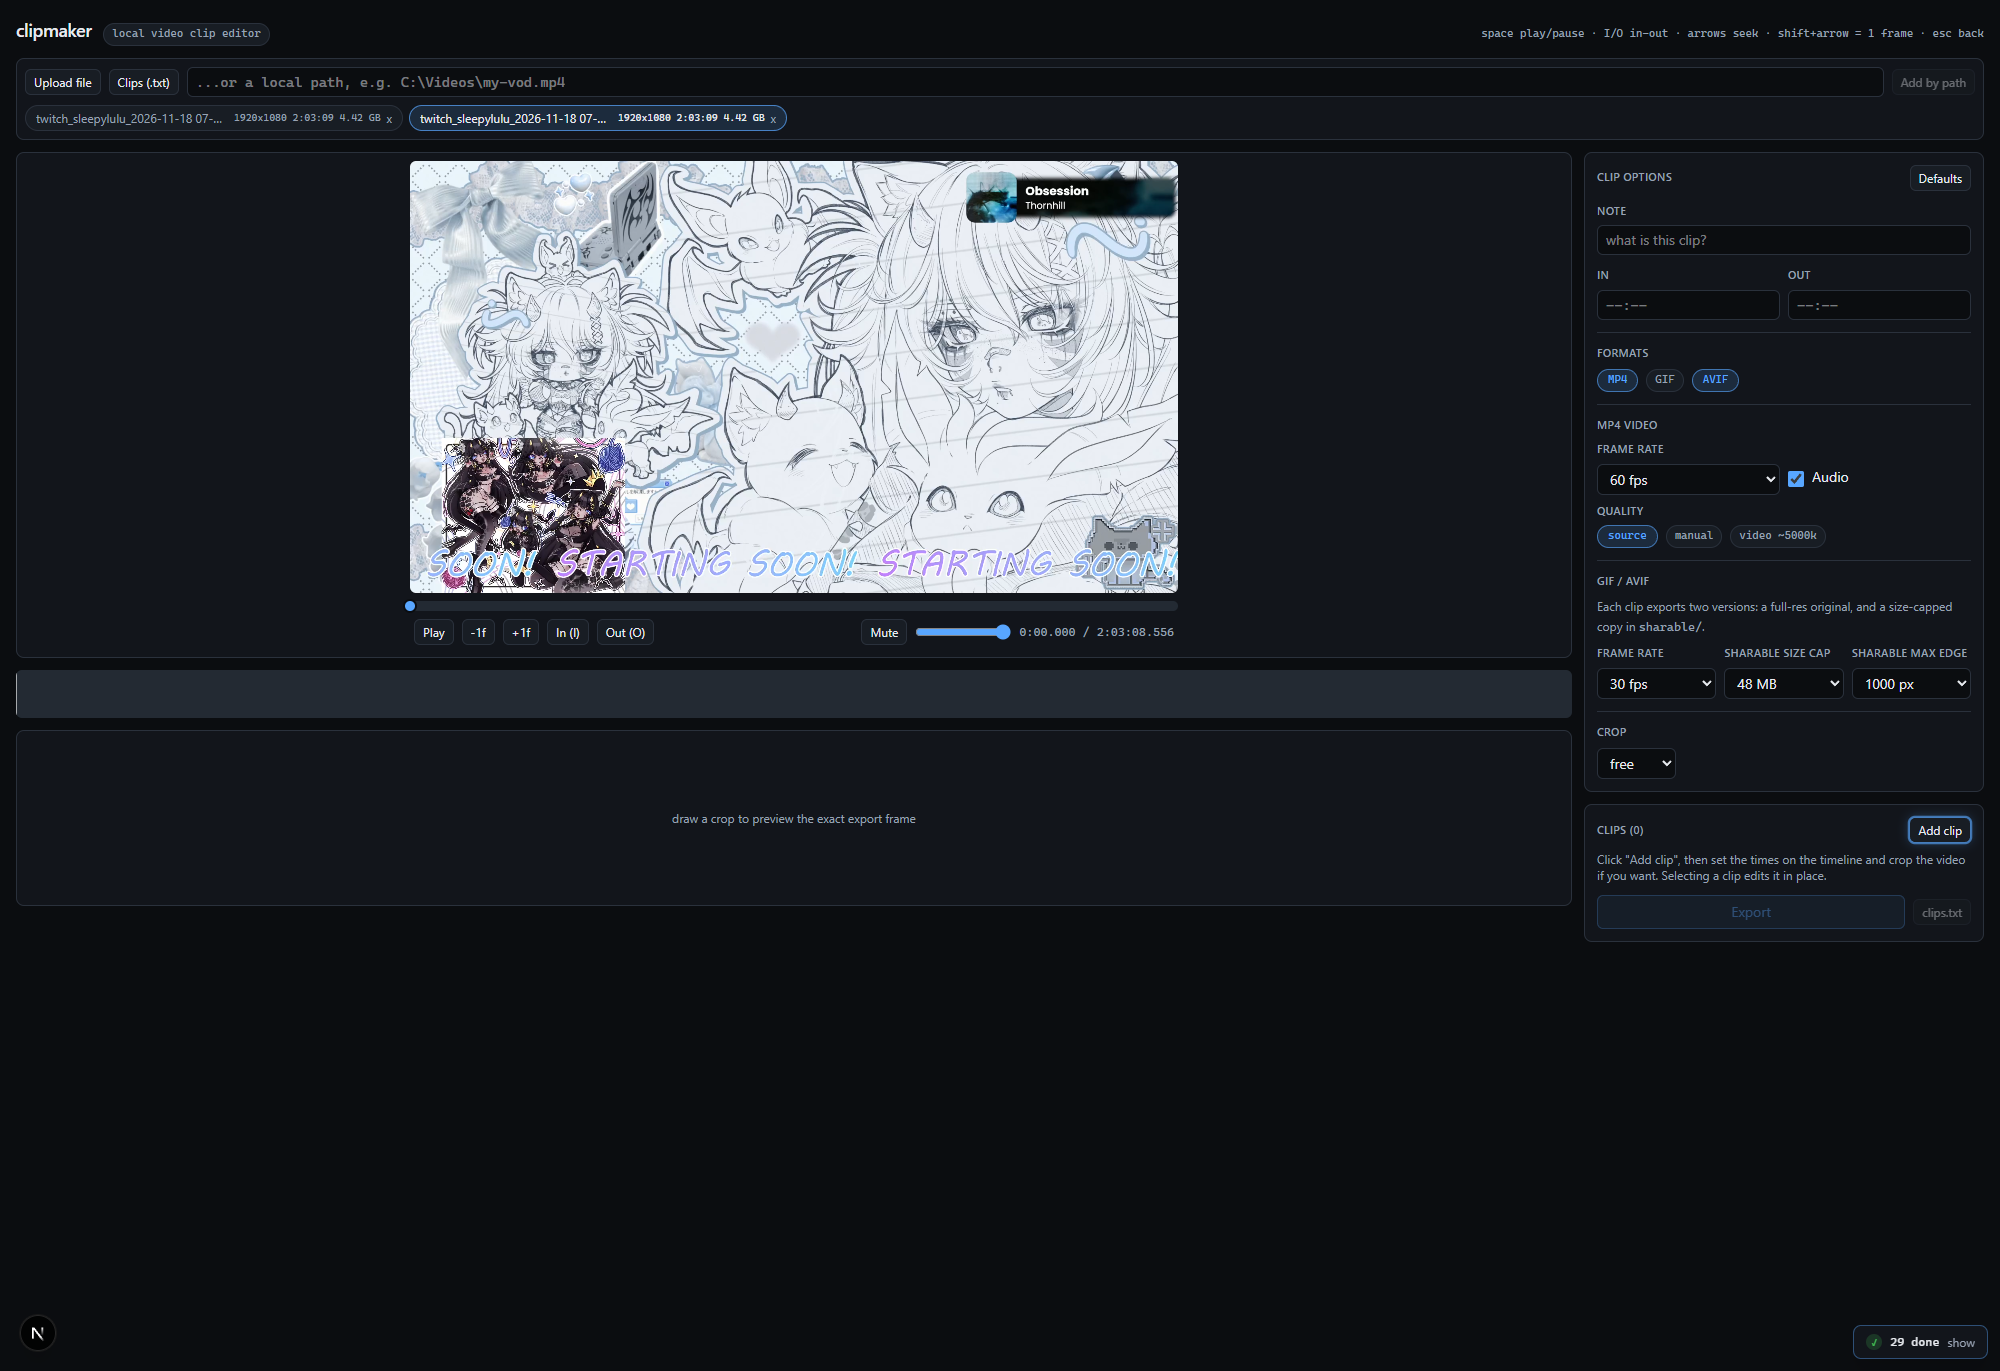 clipmaker local video clip editor
space play/pause · I/O in-out · arrows seek · shift+arrow = 1 frame · esc back
Upload file Clips (.txt) ...or a local path, e.g. C:\Videos\my-vod.mp4 Add by path
twitch_sleepylulu_2026-11-18 07-... 1920x1080 2:03:09 4.42 GB x twitch_sleepylulu_2026-11-18 07-... 1920x1080 2:03:09 4.42 GB x
Obsession
Thornhill
SOON! STARTING SOON! STARTING SOON!
Play -1f +1f In (I) Out (O) Mute 0:00.000 / 2:03:08.556
draw a crop to preview the exact export frame
CLIP OPTIONS Defaults
NOTE
what is this clip?
IN OUT
--:-- --:--
FORMATS
MP4 GIF AVIF
MP4 VIDEO
FRAME RATE
60 fps Audio
QUALITY
source manual video ~5000k
GIF / AVIF
Each clip exports two versions: a full-res original, and a size-capped
copy in sharable/.
FRAME RATE SHARABLE SIZE CAP SHARABLE MAX EDGE
30 fps 48 MB 1000 px
CROP
free
CLIPS (0) Add clip
Click "Add clip", then set the times on the timeline and crop the video
if you want. Selecting a clip edits it in place.
Export clips.txt
N
29 done show